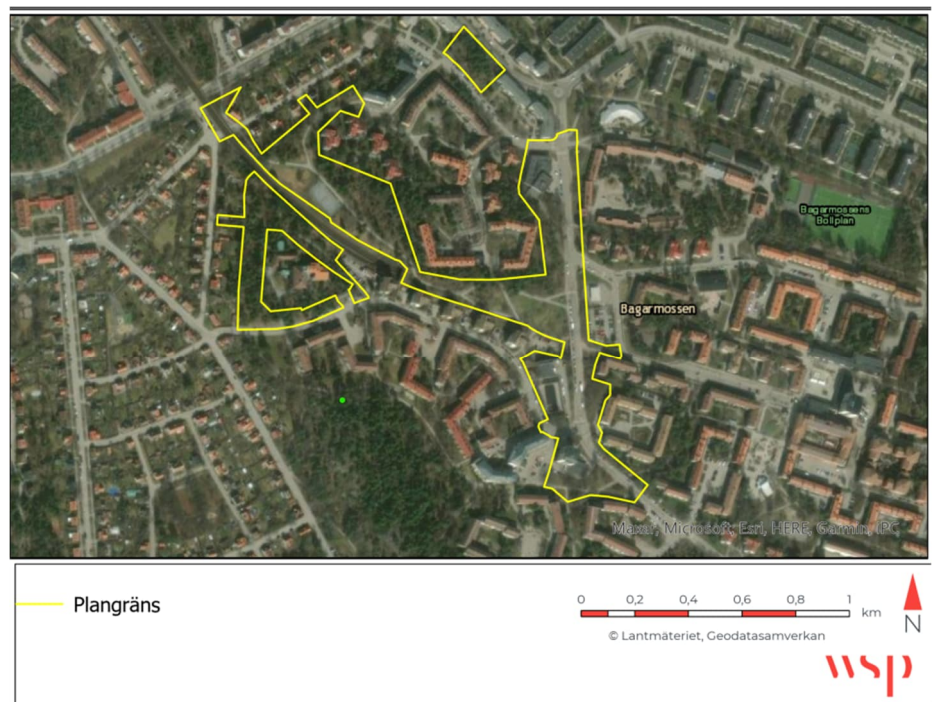 Bagarmossens
Bollplan
Bagarmossen
Maxar, Microsoft, Esri, HERE, Garmin, iPC
Plangräns
0 0,2 0,4 0,6 0,8 1
km
© Lantmäteriet, Geodatasamverkan
N
wsp